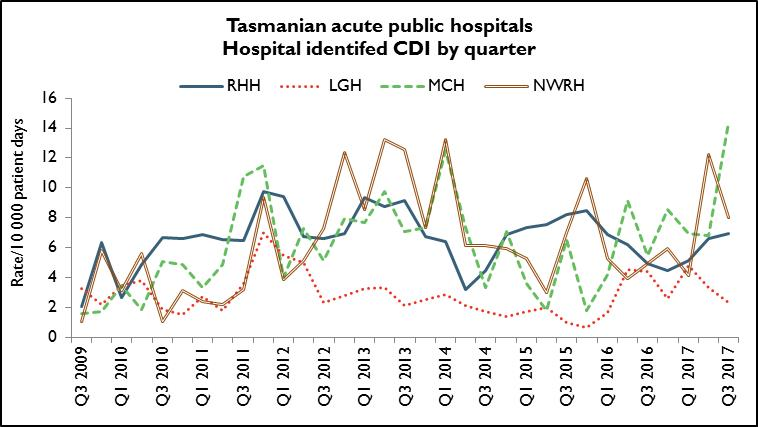 Tasmanian acute public hospitals
Hospital identifed CDI by quarter
RHH LGH MCH NWRH
Rate/10 000 patient days
16
14
12
10
8
6
4
2
0
Q3 2009
Q1 2010
Q3 2010
Q1 2011
Q3 2011
Q1 2012
Q3 2012
Q1 2013
Q3 2013
Q1 2014
Q3 2014
Q1 2015
Q3 2015
Q1 2016
Q3 2016
Q1 2017
Q3 2017